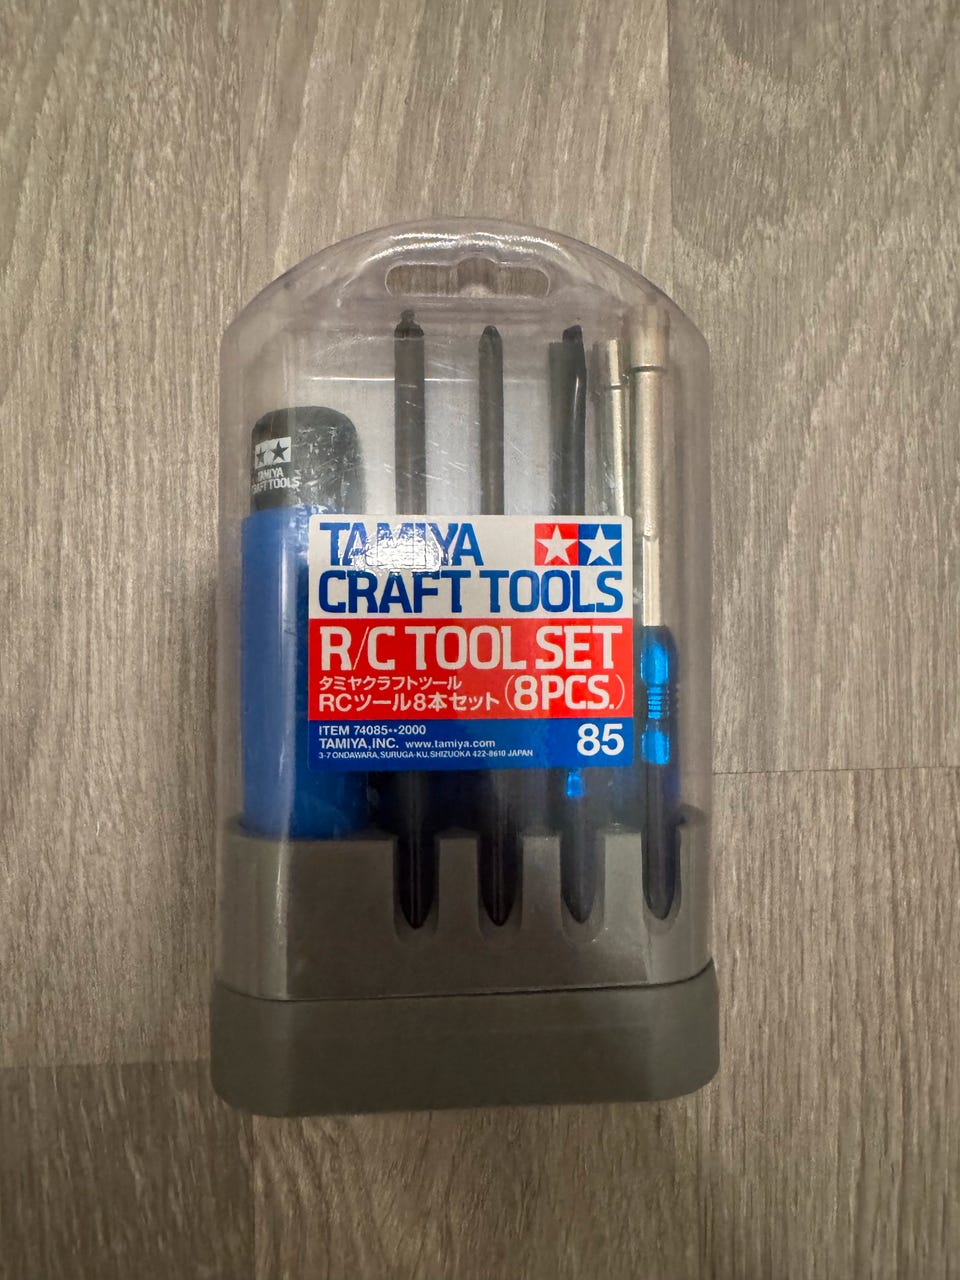 TAMIYA
CRAFT TOOLS
TAMIYA
CRAFT TOOLS
R/C TOOL SET
タミヤクラフトツール
RCツール8本セット (8PCS.)
ITEM 74085••2000
TAMIYA, INC. www.tamiya.com 85
3-7 ONDAWARA, SURUGA-KU, SHIZUOKA 422-8610 JAPAN